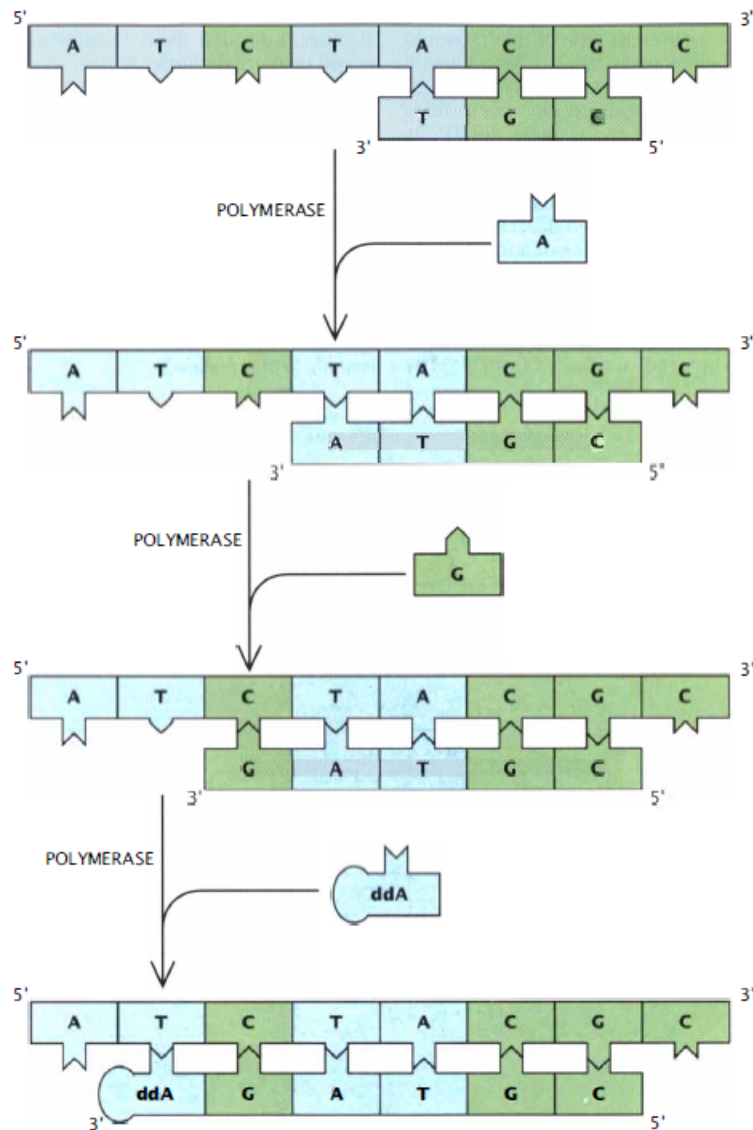 5' 3'
A T C T A C G C
T G C
3' 5'
POLYMERASE
A
5' 3'
A T C T A C G C
A T G C
3' 5"
POLYMERASE
G
5' 3'
A T C T A C G C
G A T G C
3' 5'
POLYMERASE
ddA
5' 3'
A T C T A C G C
ddA G A T G C
3' 5'